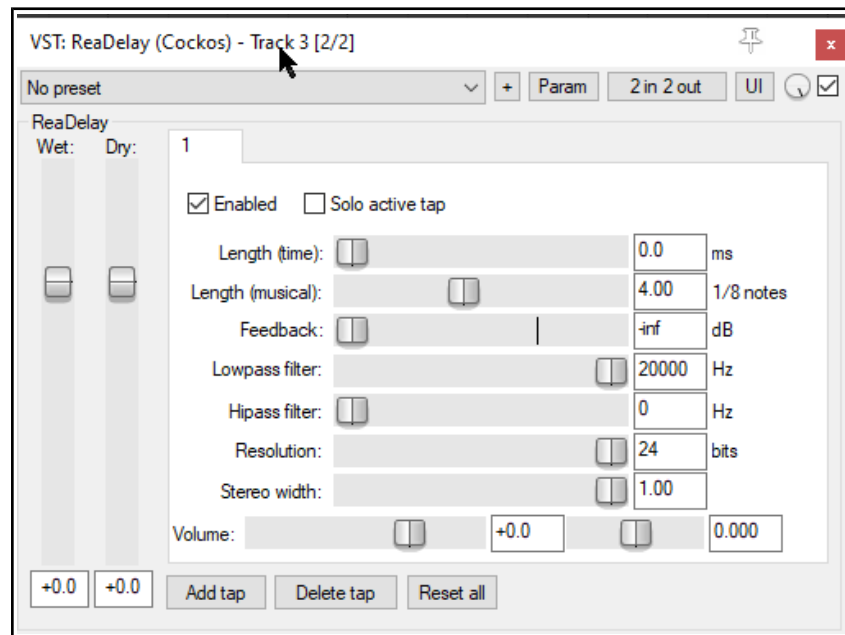 VST: ReaDelay (Cockos) - Track 3 [2/2]
x
No preset + Param 2 in 2 out UI
ReaDelay
Wet: Dry: 1
Enabled Solo active tap
Length (time): 0.0 ms
Length (musical): 4.00 1/8 notes
Feedback: -inf dB
Lowpass filter: 20000 Hz
Hipass filter: 0 Hz
Resolution: 24 bits
Stereo width: 1.00
Volume: +0.0 0.000
+0.0 +0.0 Add tap Delete tap Reset all